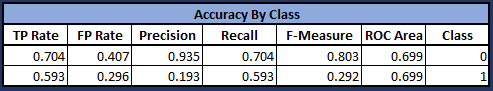 Accuracy By Class
TP Rate FP Rate Precision Recall F-Measure ROC Area Class
0.704 0.407 0.935 0.704 0.803 0.699 0
0.593 0.296 0.193 0.593 0.292 0.699 1